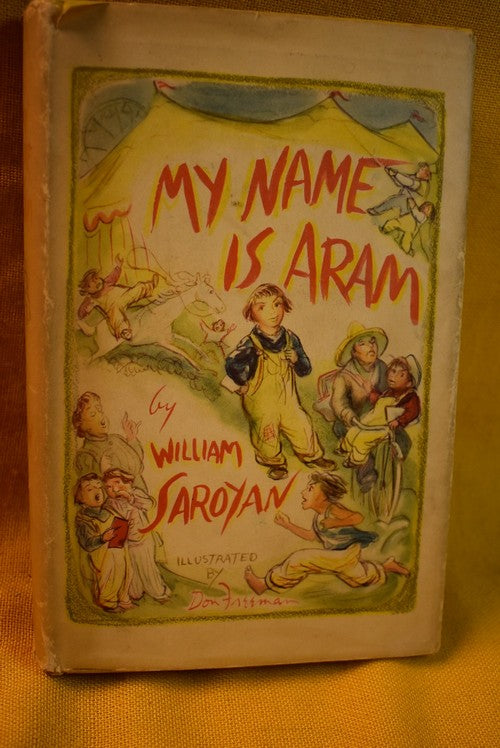 MY NAME
IS ARAM
by
WILLIAM
SAROYAN
ILLUSTRATED
BY
Don Freeman